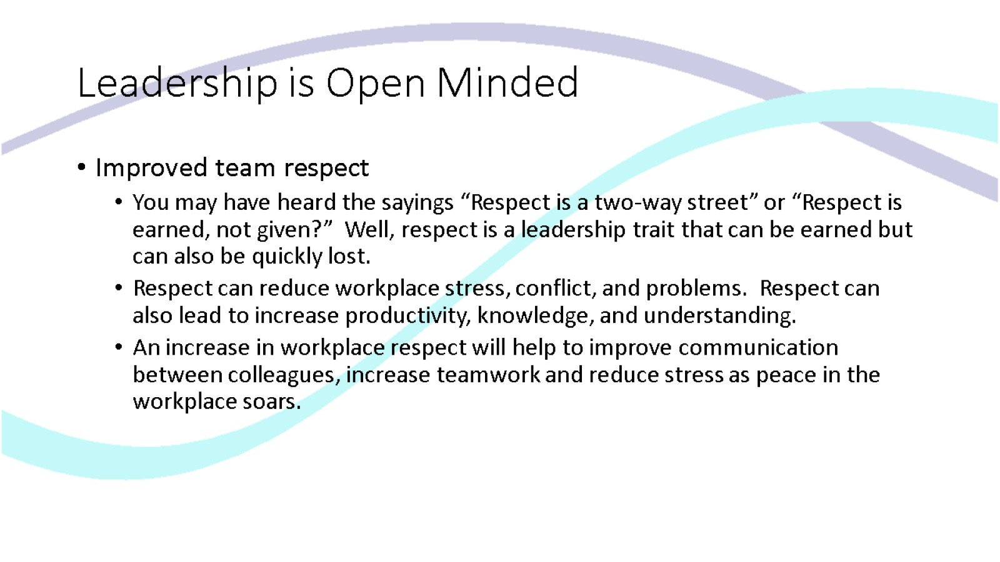 Leadership is Open Minded
• Improved team respect
• You may have heard the sayings “Respect is a two-way street” or “Respect is
earned, not given?”  Well, respect is a leadership trait that can be earned but
can also be quickly lost.
• Respect can reduce workplace stress, conflict, and problems.  Respect can
also lead to increase productivity, knowledge, and understanding.
• An increase in workplace respect will help to improve communication
between colleagues, increase teamwork and reduce stress as peace in the
workplace soars.